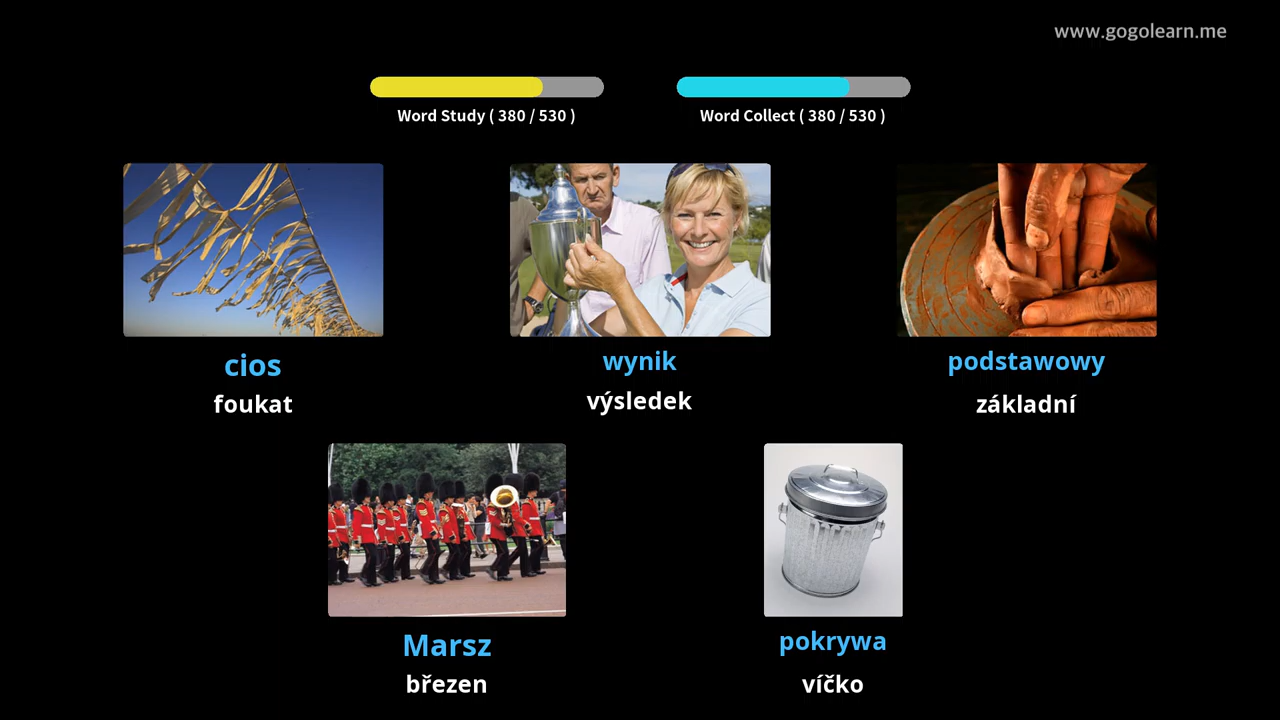 www.gogolearn.me
Word Study ( 380 / 530 )
Word Collect ( 380 / 530 )
cios
foukat
wynik
výsledek
podstawowy
základní
Marsz
březen
pokrywa
víčko